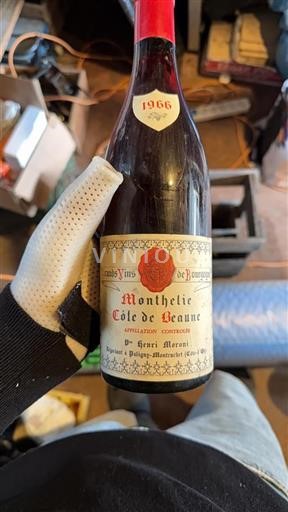 1966
VINIOU
Grands Vins de Bourgogne
Monthelie
Côte de Beaune
APPELLATION CONTROLÉE
Vve Henri Moroni
Négociant à Puligny-Montrachet (Côte-d'Or)